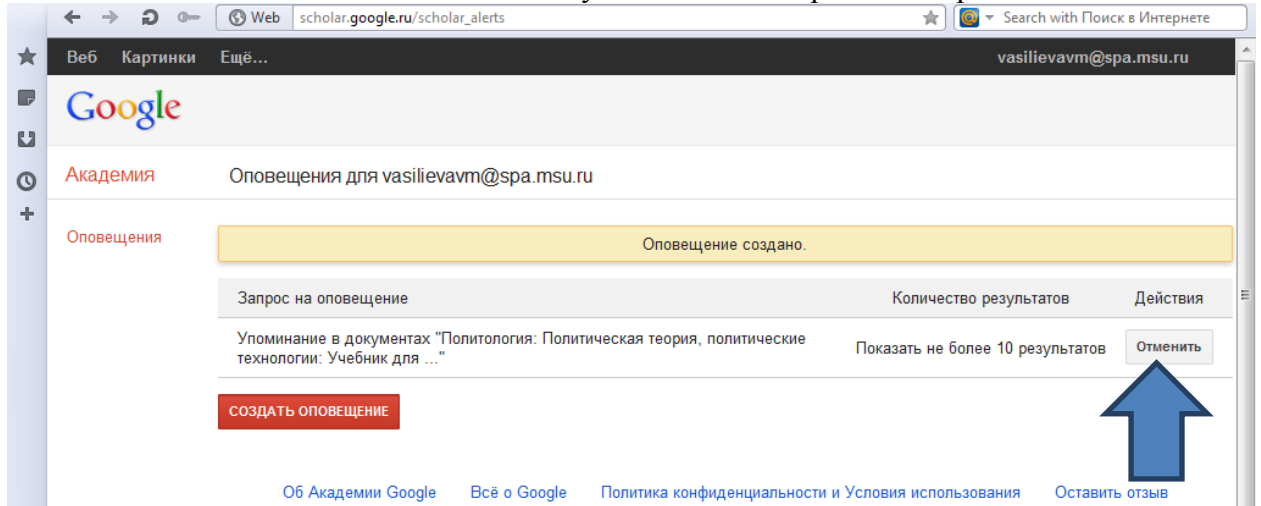 Web scholar.google.ru/scholar_alerts Search with Поиск в Интернете
Веб Картинки Ещё... vasilievavm@spa.msu.ru
Google
Академия Оповещения для vasilievavm@spa.msu.ru
Оповещения
Оповещение создано.
Запрос на оповещение Количество результатов Действия
Упоминание в документах "Политология: Политическая теория, политические
технологии: Учебник для ..."
Показать не более 10 результатов Отменить
СОЗДАТЬ ОПОВЕЩЕНИЕ
Об Академии Google Всё о Google Политика конфиденциальности и Условия использования Оставить отзыв